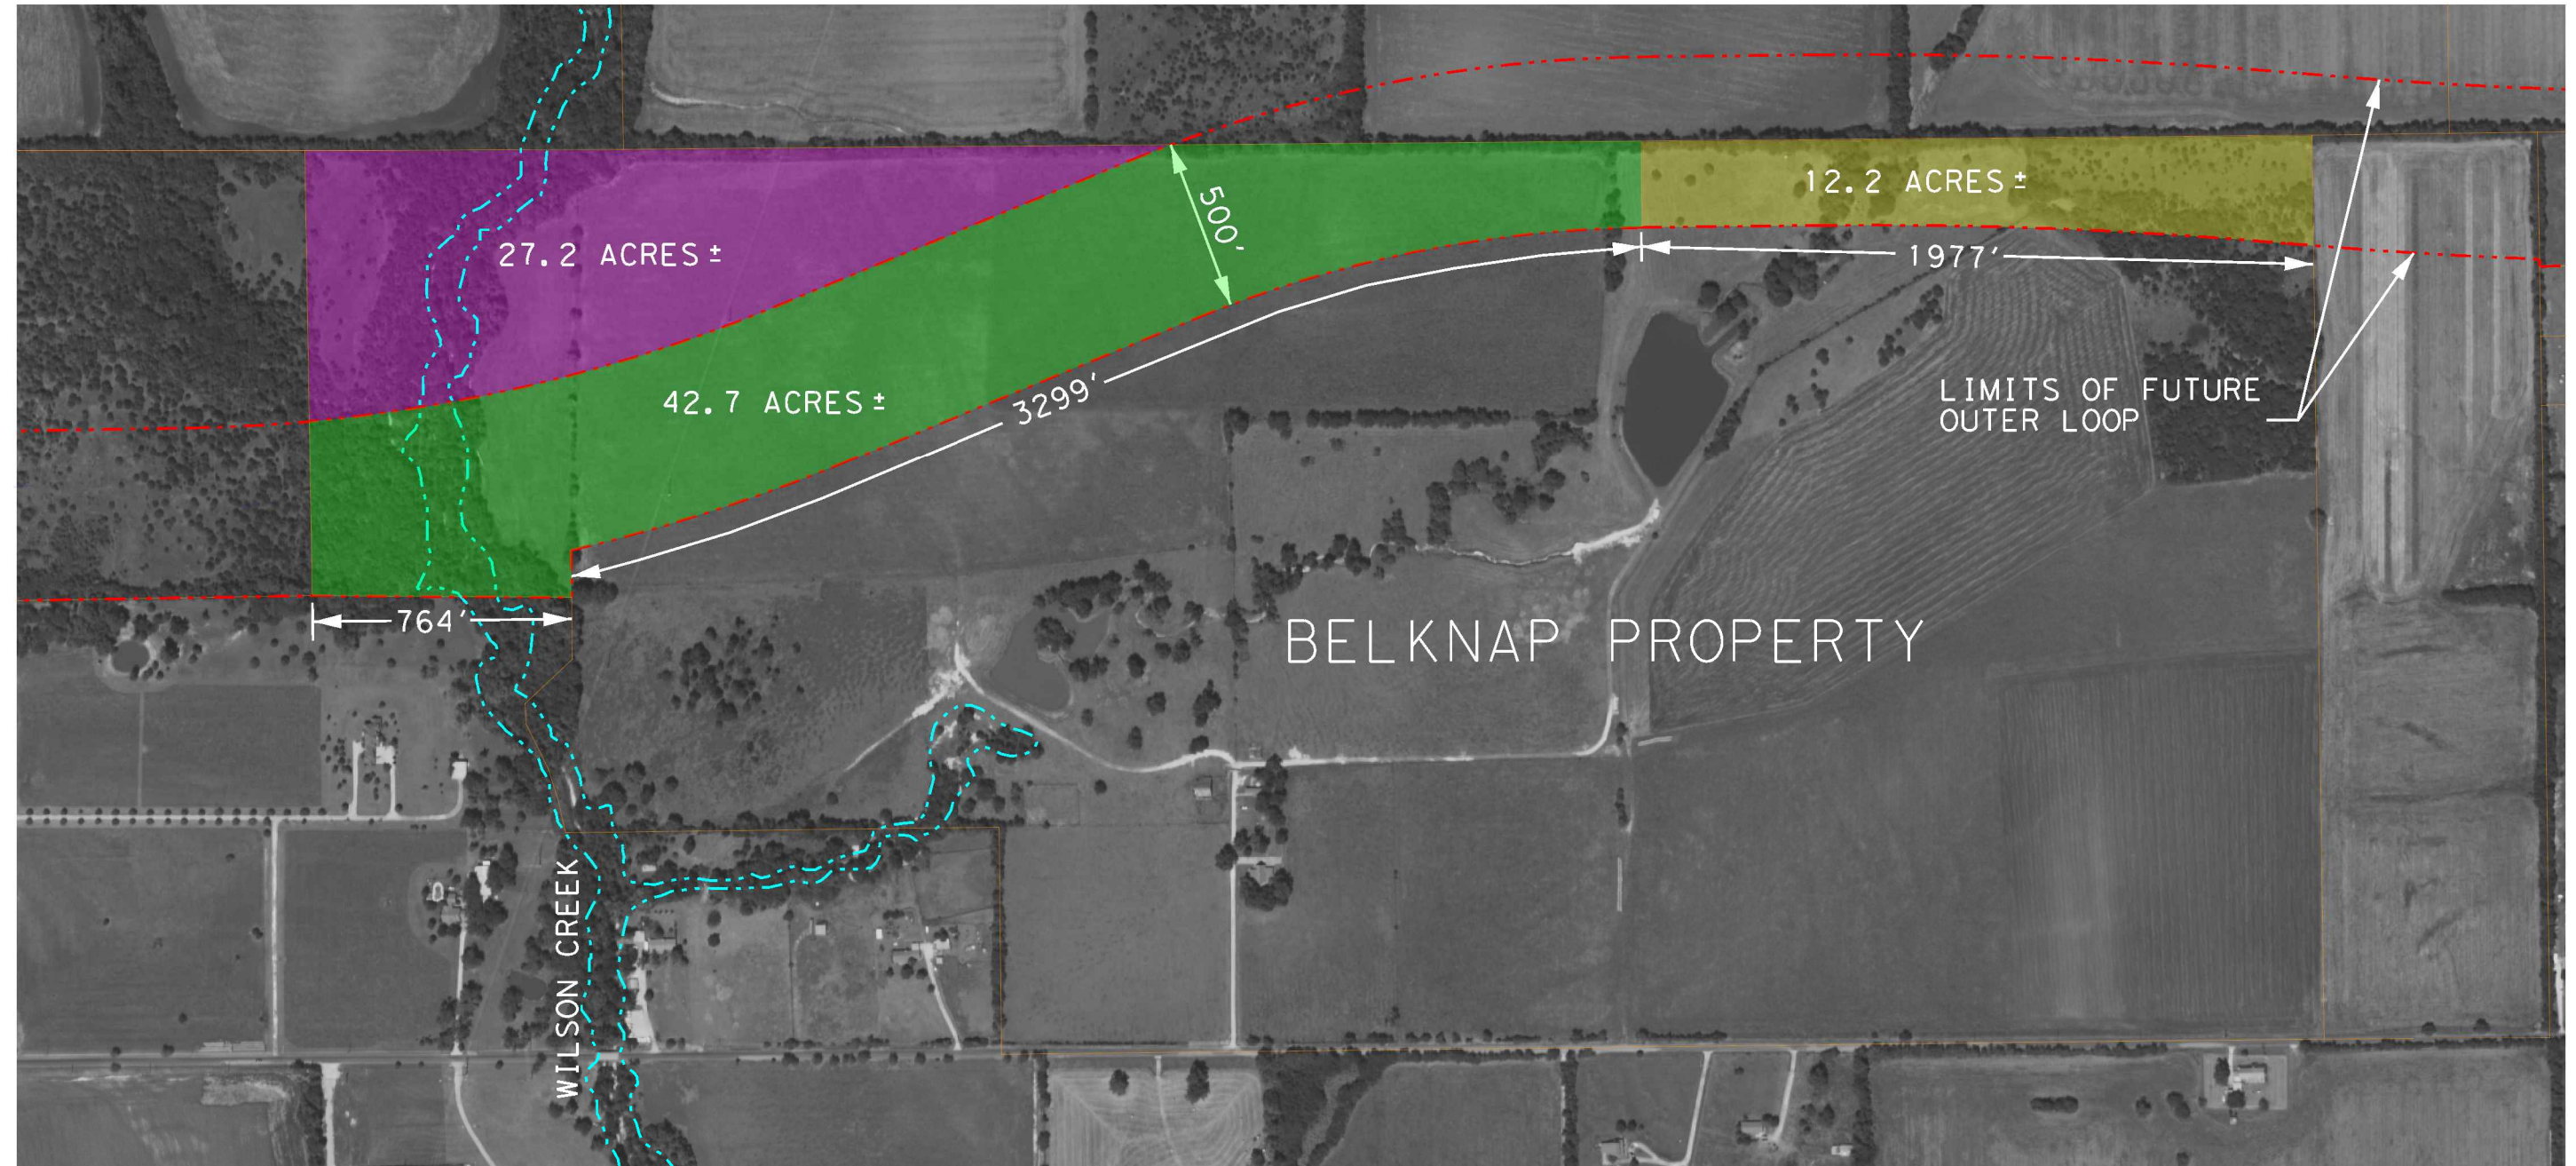 12.2 ACRES ±
500'
27.2 ACRES ±
1977'
42.7 ACRES ±
3299'
LIMITS OF FUTURE
OUTER LOOP
764'
BELKNAP PROPERTY
WILSON CREEK